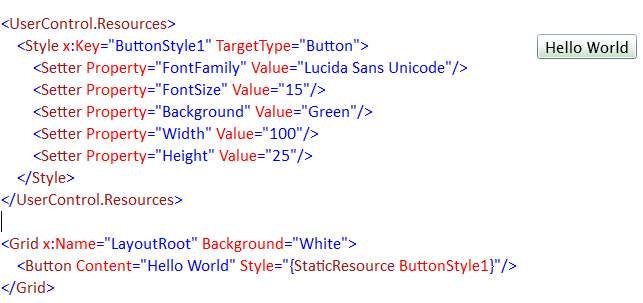 <UserControl.Resources>
<Style x:Key="ButtonStyle1" TargetType="Button">
<Setter Property="FontFamily" Value="Lucida Sans Unicode"/>
<Setter Property="FontSize" Value="15"/>
<Setter Property="Background" Value="Green"/>
<Setter Property="Width" Value="100"/>
<Setter Property="Height" Value="25"/>
</Style>
</UserControl.Resources>
<Grid x:Name="LayoutRoot" Background="White">
<Button Content="Hello World" Style="{StaticResource ButtonStyle1}"/>
</Grid>
Hello World